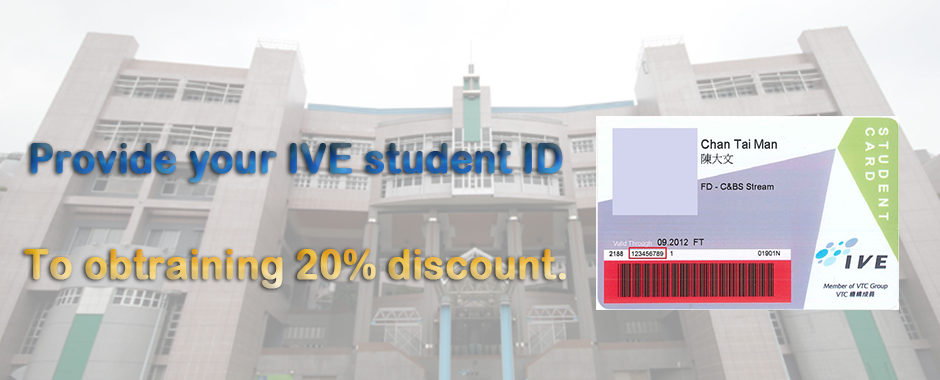 Provide your IVE student ID
To obtraining 20% discount.
Chan Tai Man
陳大文
FD - C&BS Stream
Valid Through 09.2012 FT
2188 123456789 1 01901N
STUDENT
CARD
IVE
Member of VTC Group
VTC 機構成員